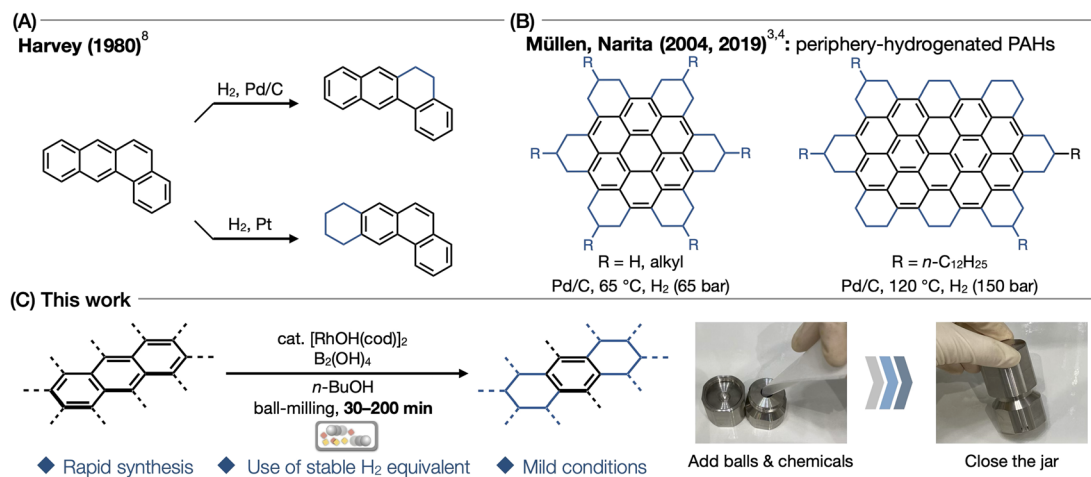 (A)
Harvey (1980)8
H2, Pd/C
H2, Pt
(B)
Müllen, Narita (2004, 2019)3,4: periphery-hydrogenated PAHs
R
R
R
R
R
R
R = H, alkyl
Pd/C, 65 °C, H2 (65 bar)
R
R
R
R = n-C12H25
Pd/C, 120 °C, H2 (150 bar)
(C) This work
cat. [RhOH(cod)]2
B2(OH)4
n-BuOH
ball-milling, 30–200 min
Rapid synthesis
Use of stable H2 equivalent
Mild conditions
Add balls & chemicals
Close the jar